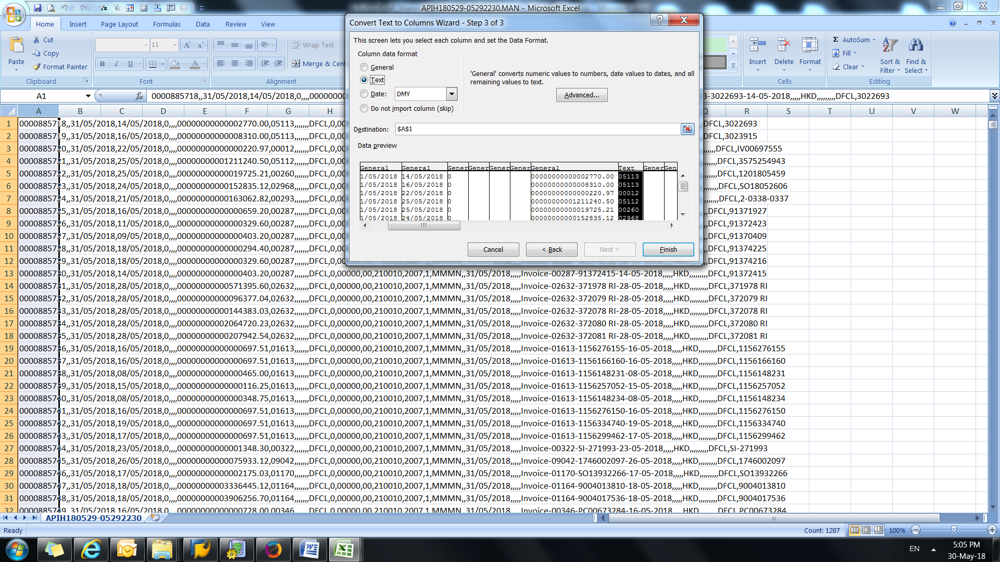 APIH180529-05292230.MAN - Microsoft Excel
Home Insert Page Layout Formulas Data Review View
Paste
Cut
Copy
Format Painter
Clipboard
11
B I U
Font
Wrap Text
Merge & Cen
Alignment
Insert Delete Format
Cells
AutoSum
Fill
Clear
Sort & Filter
Find & Select
Editing
A1
0000885718,,31/05/2018,14/05/2018,0,,,,0000000
3-3022693-14-05-2018,,,,,HKD,,,,,,,,,DFCL,3022693
Convert Text to Columns Wizard - Step 3 of 3
This screen lets you select each column and set the Data Format.
Column data format
General
Text
Date: DMY
Do not import column (skip)
'General' converts numeric values to numbers, date values to dates, and all
remaining values to text.
Advanced...
Destination: $A$1
Data preview
General General Gener Gener Gener Gener General Text Gener Gen
1/05/2018 14/05/2018 0 00000000000002770.00 05113
1/05/2018 16/05/2018 0 00000000000008310.00 05113
1/05/2018 22/05/2018 0 00000000000000220.97 00012
1/05/2018 25/05/2018 0 00000000001211240.50 05112
1/05/2018 25/05/2018 0 00000000000019725.21 00260
1/05/2018 24/05/2018 0 00000000000152835.12 02968
Cancel < Back Next > Finish
A B C D E F G H Q R S T U V W
1 0000885718,,31/05/2018,14/05/2018,0,,,,00000000000002770.00,05113,,,,,,,DFCL,0,00 DFCL,3022693
2 0000885719,,31/05/2018,16/05/2018,0,,,,00000000000008310.00,05113,,,,,,,DFCL,0,00 DFCL,3023915
3 0000885720,,31/05/2018,22/05/2018,0,,,,00000000000000220.97,00012,,,,,,,DFCL,0,00 ,,,,,,DFCL,IV00697555
4 0000885721,,31/05/2018,25/05/2018,0,,,,00000000001211240.50,05112,,,,,,,DFCL,0,00 ,,,,,,,DFCL,3575254943
5 0000885722,,31/05/2018,25/05/2018,0,,,,00000000000019725.21,00260,,,,,,,DFCL,0,00 ,,,,,,,DFCL,1201805459
6 0000885723,,31/05/2018,24/05/2018,0,,,,00000000000152835.12,02968,,,,,,,DFCL,0,00 ,,,,,,,DFCL,SO18052606
7 0000885724,,31/05/2018,21/05/2018,0,,,,00000000000163062.82,00293,,,,,,,DFCL,0,00 ,,,,,,,DFCL,2-0338-0337
8 0000885725,,31/05/2018,16/05/2018,0,,,,00000000000000659.20,00287,,,,,,,DFCL,0,00 ,DFCL,91371927
9 0000885726,,31/05/2018,11/05/2018,0,,,,00000000000000329.60,00287,,,,,,,DFCL,0,00 ,DFCL,91372423
10 0000885727,,31/05/2018,09/05/2018,0,,,,00000000000000403.20,00287,,,,,,,DFCL,0,00 ,DFCL,91370409
11 0000885728,,31/05/2018,18/05/2018,0,,,,00000000000000294.40,00287,,,,,,,DFCL,0,00 ,DFCL,91374225
12 0000885729,,31/05/2018,18/05/2018,0,,,,00000000000000329.60,00287,,,,,,,DFCL,0,00 ,DFCL,91374216
13 0000885730,,31/05/2018,14/05/2018,0,,,,00000000000000403.20,00287,,,,,,,DFCL,0,00000,00,210010,2007,1,MMMN,,31/05/2018,,,,,Invoice-00287-91372415-14-05-2018,,,,,HKD,,,,,,,,,DFCL,91372415
14 0000885731,,31/05/2018,28/05/2018,0,,,,00000000000571395.60,02632,,,,,,,DFCL,0,00000,00,210010,2007,1,MMMN,,31/05/2018,,,,,Invoice-02632-371978 RI-28-05-2018,,,,,HKD,,,,,,,,,DFCL,371978 RI
15 0000885732,,31/05/2018,28/05/2018,0,,,,00000000000096377.04,02632,,,,,,,DFCL,0,00000,00,210010,2007,1,MMMN,,31/05/2018,,,,,Invoice-02632-372079 RI-28-05-2018,,,,,HKD,,,,,,,,,DFCL,372079 RI
16 0000885733,,31/05/2018,28/05/2018,0,,,,00000000000144383.03,02632,,,,,,,DFCL,0,00000,00,210010,2007,1,MMMN,,31/05/2018,,,,,Invoice-02632-372078 RI-28-05-2018,,,,,HKD,,,,,,,,,DFCL,372078 RI
17 0000885734,,31/05/2018,28/05/2018,0,,,,00000000002064720.23,02632,,,,,,,DFCL,0,00000,00,210010,2007,1,MMMN,,31/05/2018,,,,,Invoice-02632-372080 RI-28-05-2018,,,,,HKD,,,,,,,,,DFCL,372080 RI
18 0000885735,,31/05/2018,28/05/2018,0,,,,00000000000207942.54,02632,,,,,,,DFCL,0,00000,00,210010,2007,1,MMMN,,31/05/2018,,,,,Invoice-02632-372081 RI-28-05-2018,,,,,HKD,,,,,,,,,DFCL,372081 RI
19 0000885736,,31/05/2018,16/05/2018,0,,,,00000000000000697.51,01613,,,,,,,DFCL,0,00000,00,210010,2007,1,MMMN,,31/05/2018,,,,,Invoice-01613-1156276155-16-05-2018,,,,,HKD,,,,,,,,,DFCL,1156276155
20 0000885737,,31/05/2018,16/05/2018,0,,,,00000000000000697.51,01613,,,,,,,DFCL,0,00000,00,210010,2007,1,MMMN,,31/05/2018,,,,,Invoice-01613-1156166160-16-05-2018,,,,,HKD,,,,,,,,,DFCL,1156166160
21 0000885738,,31/05/2018,08/05/2018,0,,,,00000000000000465.00,01613,,,,,,,DFCL,0,00000,00,210010,2007,1,MMMN,,31/05/2018,,,,,Invoice-01613-1156148231-08-05-2018,,,,,HKD,,,,,,,,,DFCL,1156148231
22 0000885739,,31/05/2018,15/05/2018,0,,,,00000000000000116.25,01613,,,,,,,DFCL,0,00000,00,210010,2007,1,MMMN,,31/05/2018,,,,,Invoice-01613-1156257052-15-05-2018,,,,,HKD,,,,,,,,,DFCL,1156257052
23 0000885740,,31/05/2018,08/05/2018,0,,,,00000000000000348.75,01613,,,,,,,DFCL,0,00000,00,210010,2007,1,MMMN,,31/05/2018,,,,,Invoice-01613-1156148234-08-05-2018,,,,,HKD,,,,,,,,,DFCL,1156148234
24 0000885741,,31/05/2018,16/05/2018,0,,,,00000000000000697.51,01613,,,,,,,DFCL,0,00000,00,210010,2007,1,MMMN,,31/05/2018,,,,,Invoice-01613-1156276150-16-05-2018,,,,,HKD,,,,,,,,,DFCL,1156276150
25 0000885742,,31/05/2018,19/05/2018,0,,,,00000000000000697.51,01613,,,,,,,DFCL,0,00000,00,210010,2007,1,MMMN,,31/05/2018,,,,,Invoice-01613-1156334740-19-05-2018,,,,,HKD,,,,,,,,,DFCL,1156334740
26 0000885743,,31/05/2018,17/05/2018,0,,,,00000000000000697.51,01613,,,,,,,DFCL,0,00000,00,210010,2007,1,MMMN,,31/05/2018,,,,,Invoice-01613-1156299462-17-05-2018,,,,,HKD,,,,,,,,,DFCL,1156299462
27 0000885744,,31/05/2018,23/05/2018,0,,,,00000000000001348.30,00322,,,,,,,DFCL,0,00000,00,210010,2007,1,MMMN,,31/05/2018,,,,,Invoice-00322-SI-271993-23-05-2018,,,,,HKD,,,,,,,,,DFCL,SI-271993
28 0000885745,,31/05/2018,26/05/2018,0,,,,00000000000075933.12,09042,,,,,,,DFCL,0,00000,00,210010,2007,1,MMMN,,31/05/2018,,,,,Invoice-09042-1746002097-26-05-2018,,,,,HKD,,,,,,,,,DFCL,1746002097
29 0000885746,,31/05/2018,17/05/2018,0,,,,00000000000002175.03,01170,,,,,,,DFCL,0,00000,00,210010,2007,1,MMMN,,31/05/2018,,,,,Invoice-01170-SO13932266-17-05-2018,,,,,HKD,,,,,,,,,DFCL,SO13932266
30 0000885747,,31/05/2018,18/05/2018,0,,,,00000000003336445.12,01164,,,,,,,DFCL,0,00000,00,210010,2007,1,MMMN,,31/05/2018,,,,,Invoice-01164-9004013810-18-05-2018,,,,,HKD,,,,,,,,,DFCL,9004013810
31 0000885748,,31/05/2018,18/05/2018,0,,,,00000000003906256.70,01164,,,,,,,DFCL,0,00000,00,210010,2007,1,MMMN,,31/05/2018,,,,,Invoice-01164-9004017536-18-05-2018,,,,,HKD,,,,,,,,,DFCL,9004017536
32 0000885749,,31/05/2018,16/05/2018,0,,,,00000000000000728.00,00346,,,,,,,DFCL,0,00000,00,210010,2007,1,MMMN,,31/05/2018,,,,,Invoice-00346-PC00673284-16-05-2018,,,,,HKD,,,,,,,,,DFCL,PC00673284
APIH180529-05292230
Ready
Count: 1287
100%
EN
5:05 PM
30-May-18